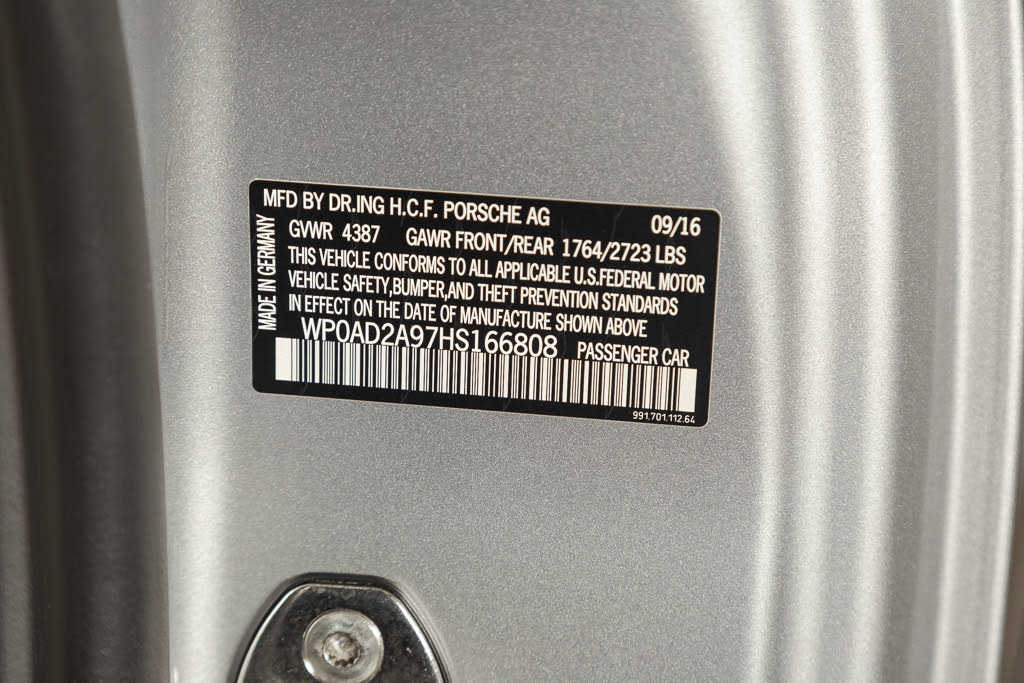 MFD BY DR.ING H.C.F. PORSCHE AG 09/16
MADE IN GERMANY
GVWR 4387 GAWR FRONT/REAR 1764/2723 LBS
THIS VEHICLE CONFORMS TO ALL APPLICABLE U.S.FEDERAL MOTOR
VEHICLE SAFETY,BUMPER,AND THEFT PREVENTION STANDARDS
IN EFFECT ON THE DATE OF MANUFACTURE SHOWN ABOVE
WP0AD2A97HS166808 PASSENGER CAR
991.701.112.64